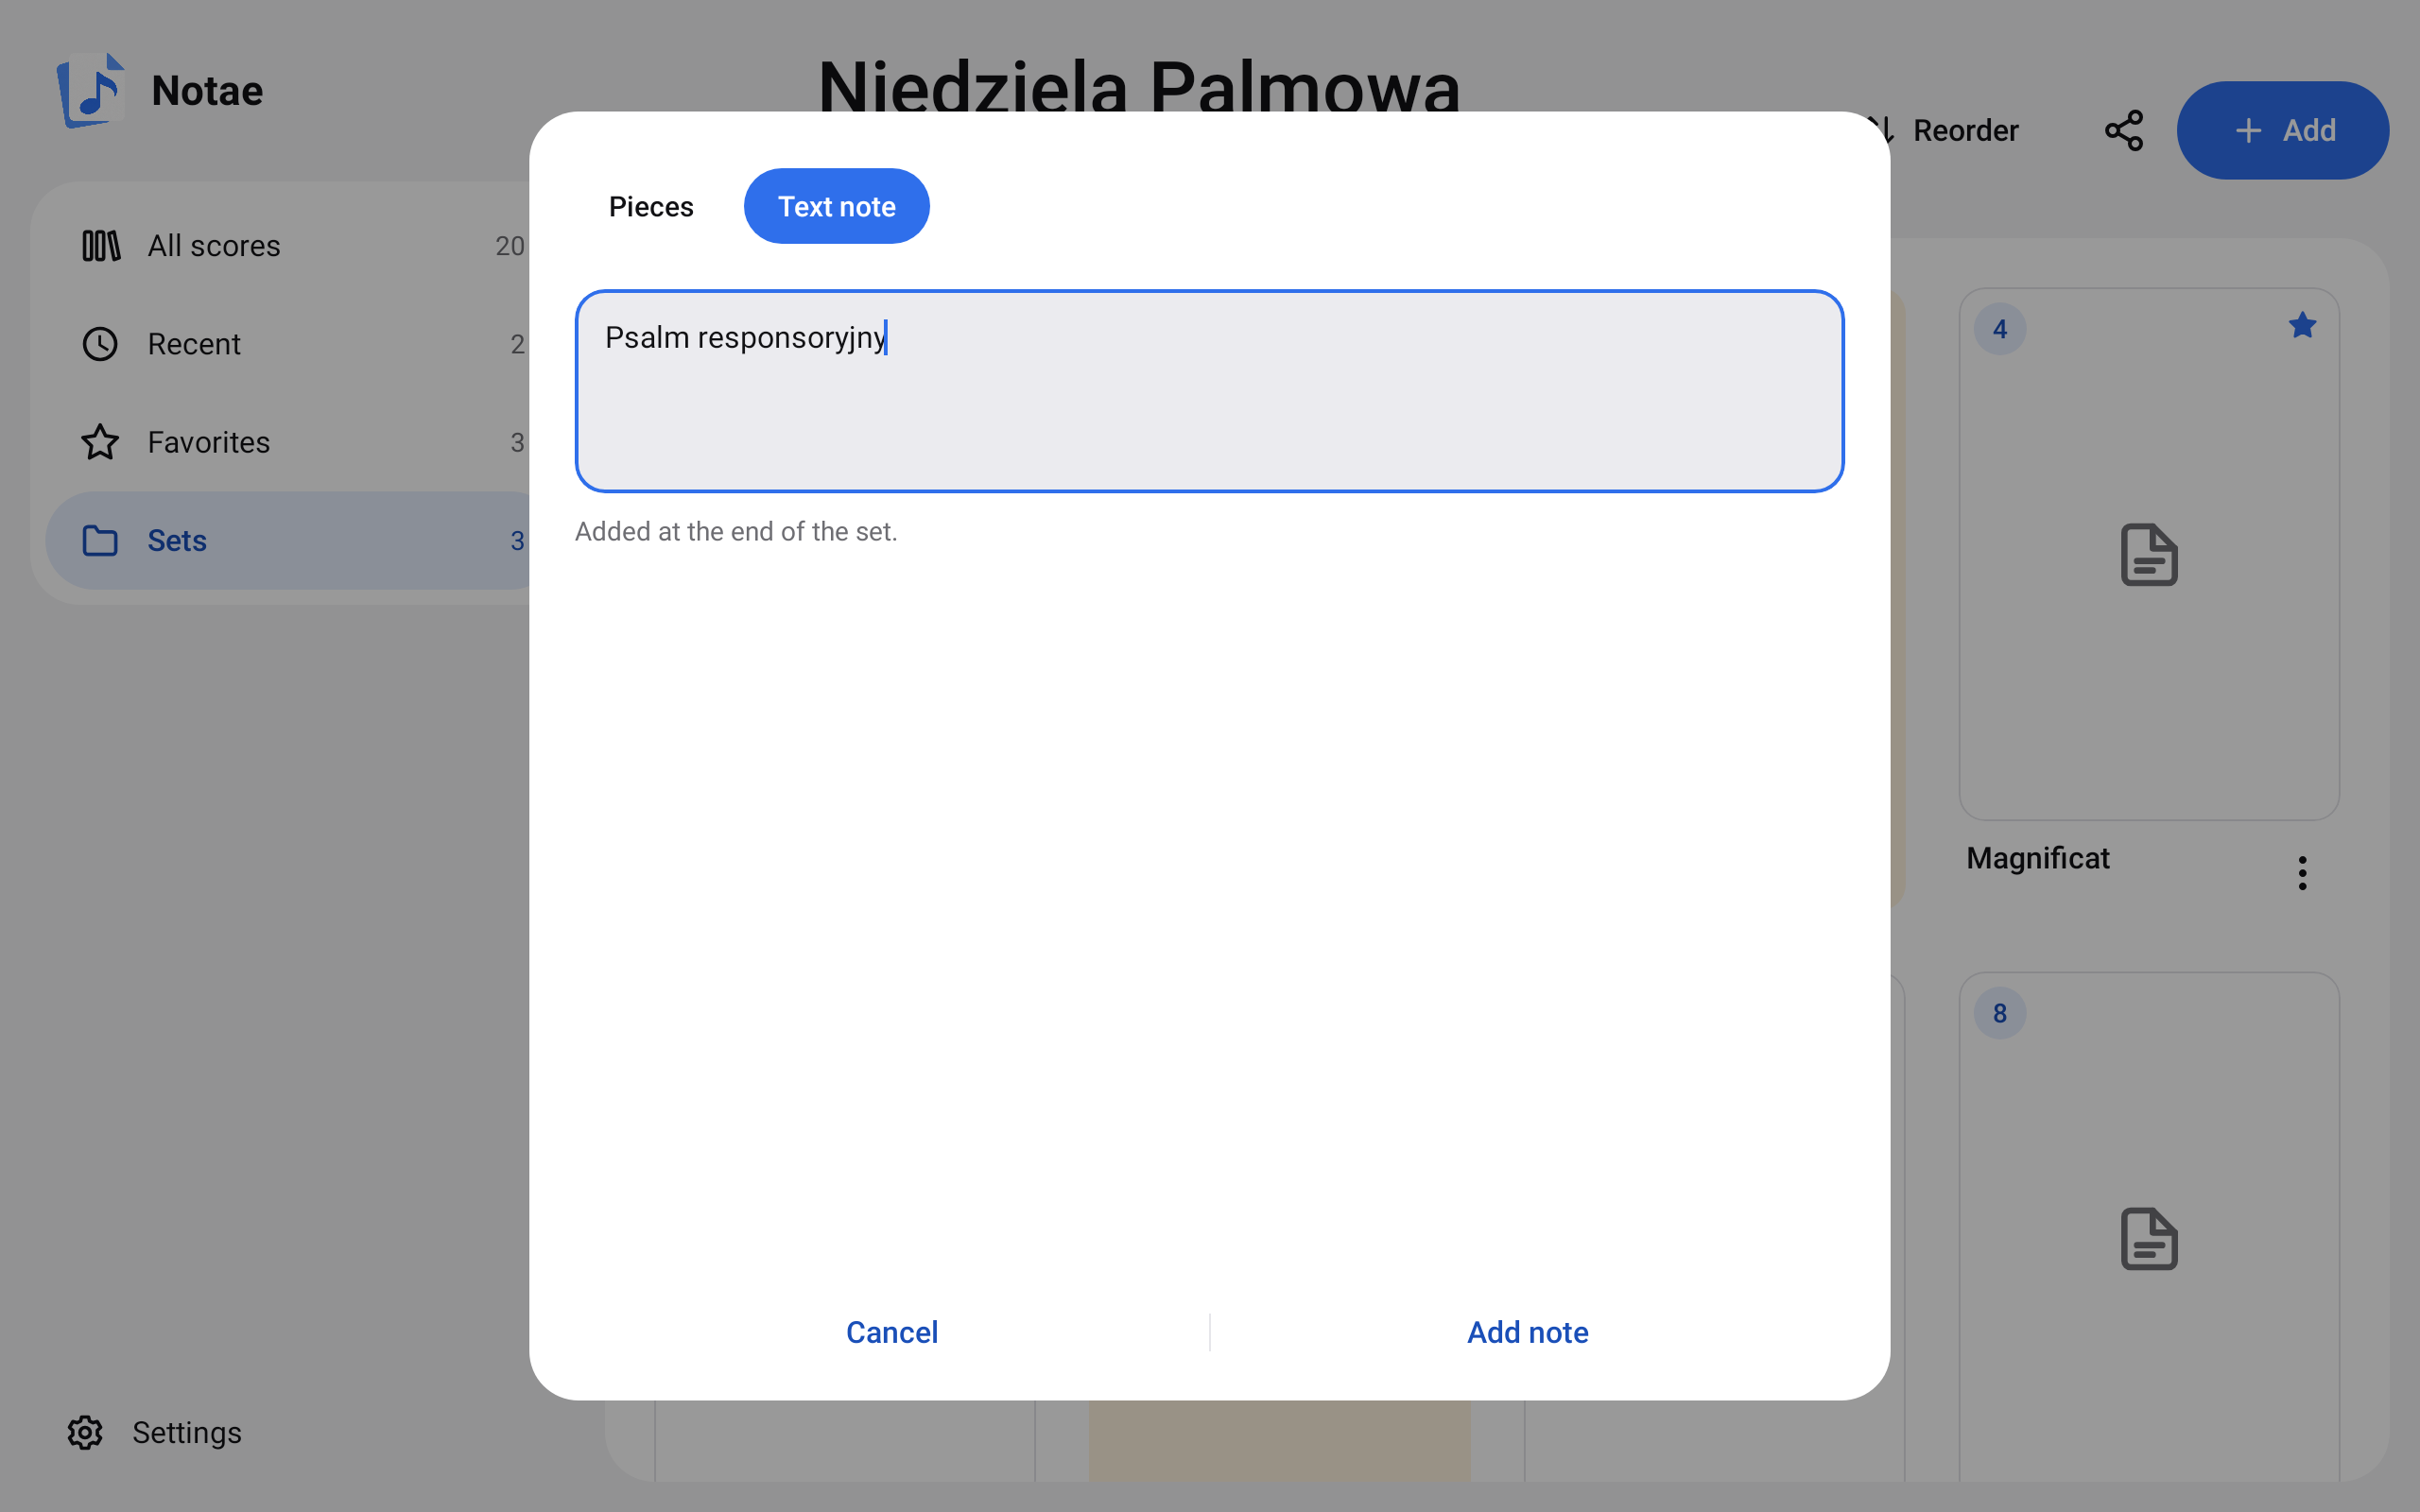 Notae
Niedziela Palmowa
Reorder
Add
All scores 20
Recent 2
Favorites 3
Sets 3
Settings
Pieces
Text note
Psalm responsoryjny
Added at the end of the set.
Cancel
Add note
4
Magnificat
8